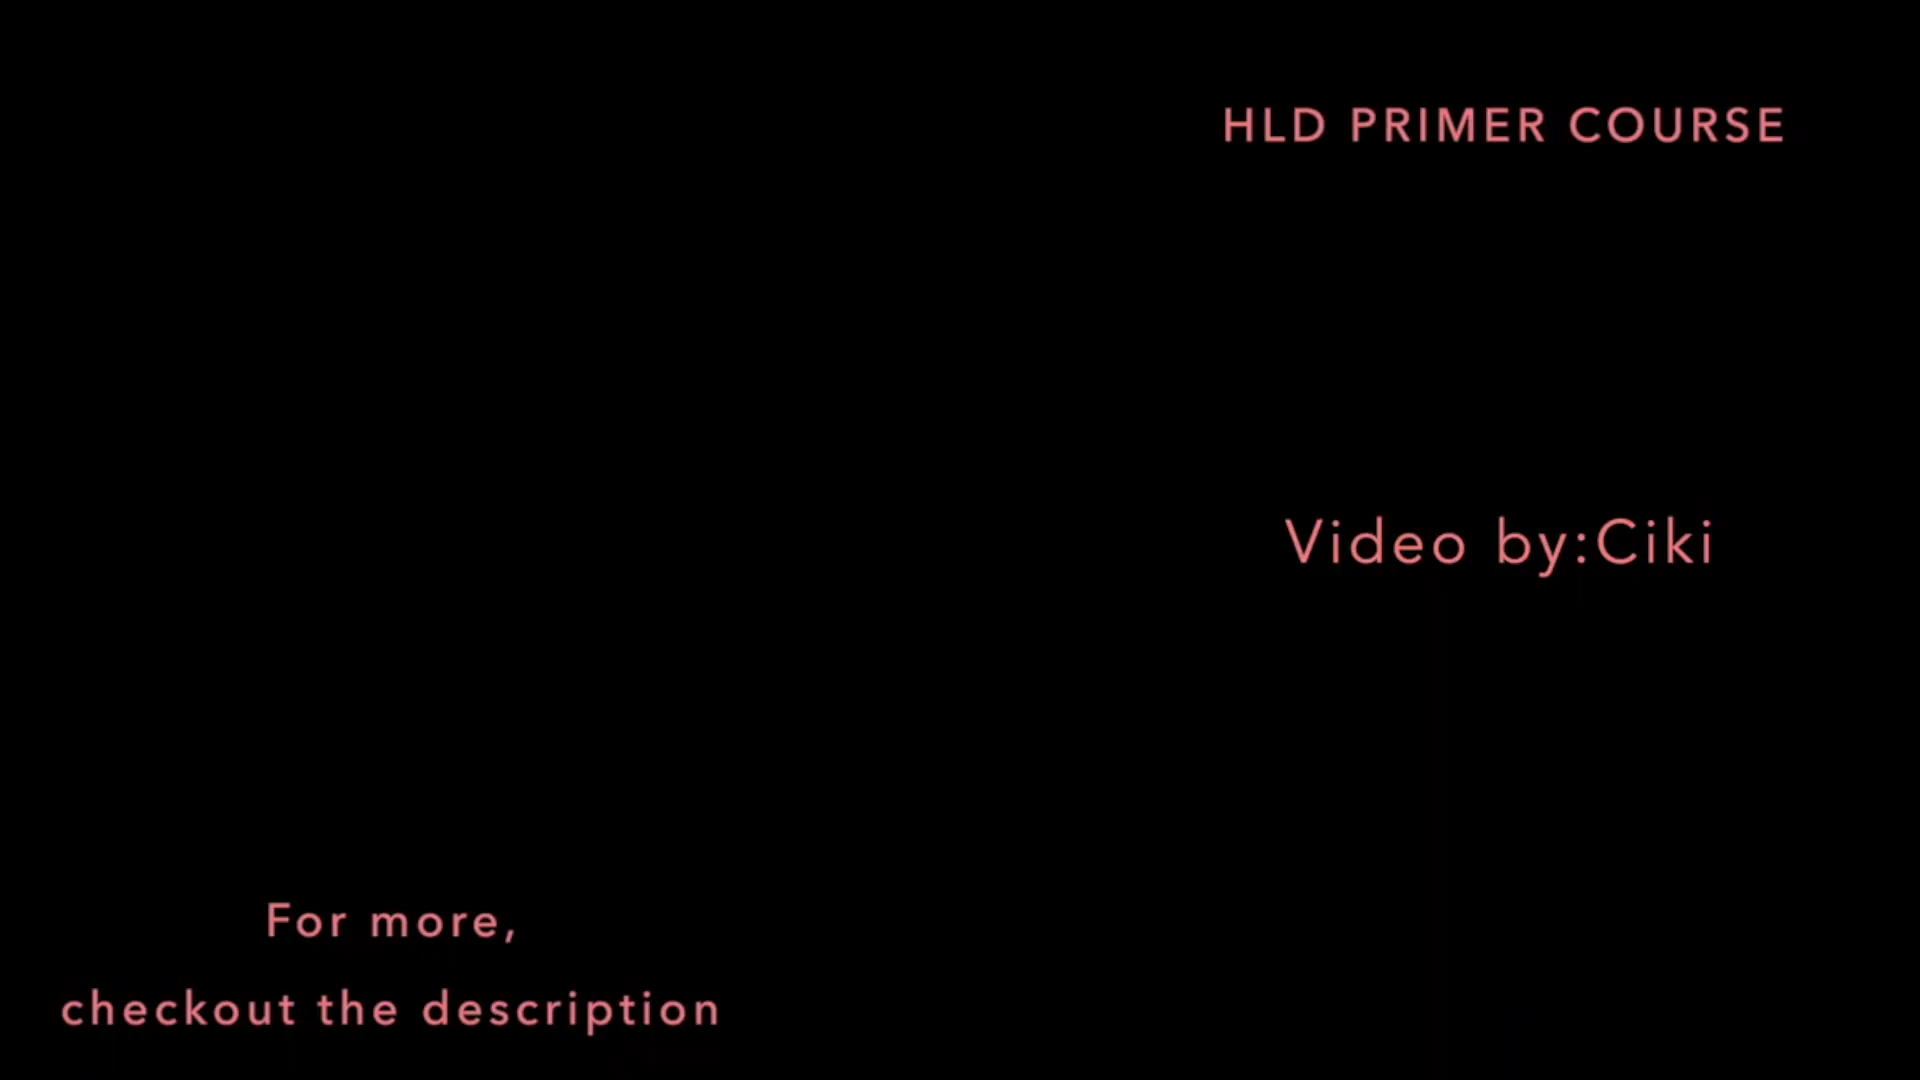 HLD PRIMER COURSE
Video by:Ciki
For more,
checkout the description